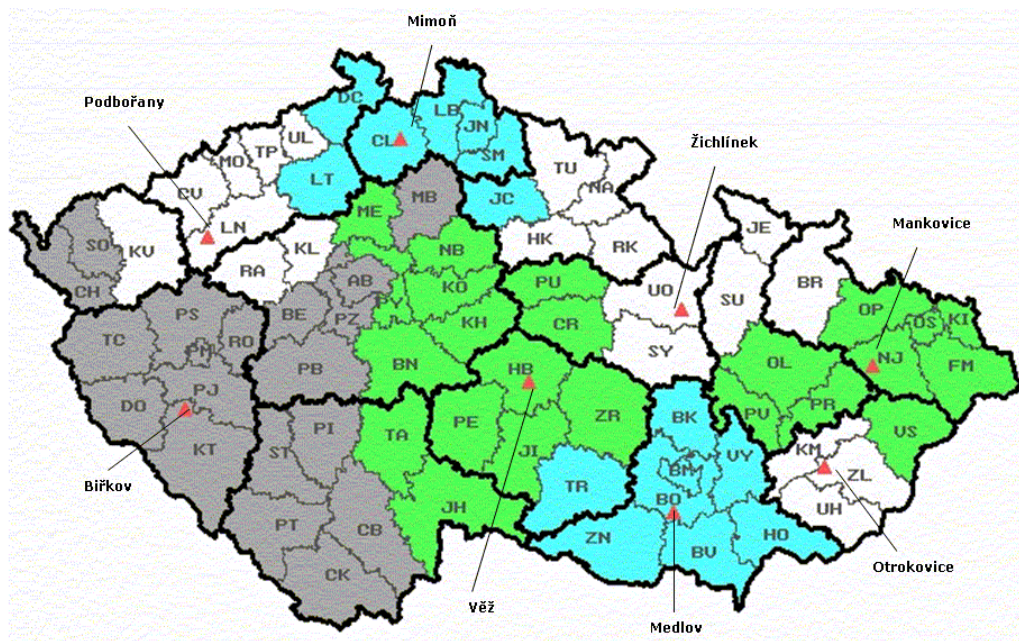 Mimoň
Podbořany
DC
LB
CL
JN
UL
TP
MO
SM
Žichlínek
TU
CV
LT
NA
MB
JC
ME
LN
JE
Mankovice
SO
KV
HK
RK
KL
NB
RA
AB
CH
KO
PU
UO
SU
BR
OP
PY
BE
PS
PZ
OS
KI
KH
CR
TC
RO
SY
PM
OL
NJ
FM
PB
BN
HB
PJ
DO
PE
ZR
PV
PR
BK
VS
PI
TA
KT
ST
JI
VY
KM
BM
ZL
Biřkov
TR
BO
JH
UH
PT
CB
ZN
HO
BV
Otrokovice
CK
Věž
Medlov